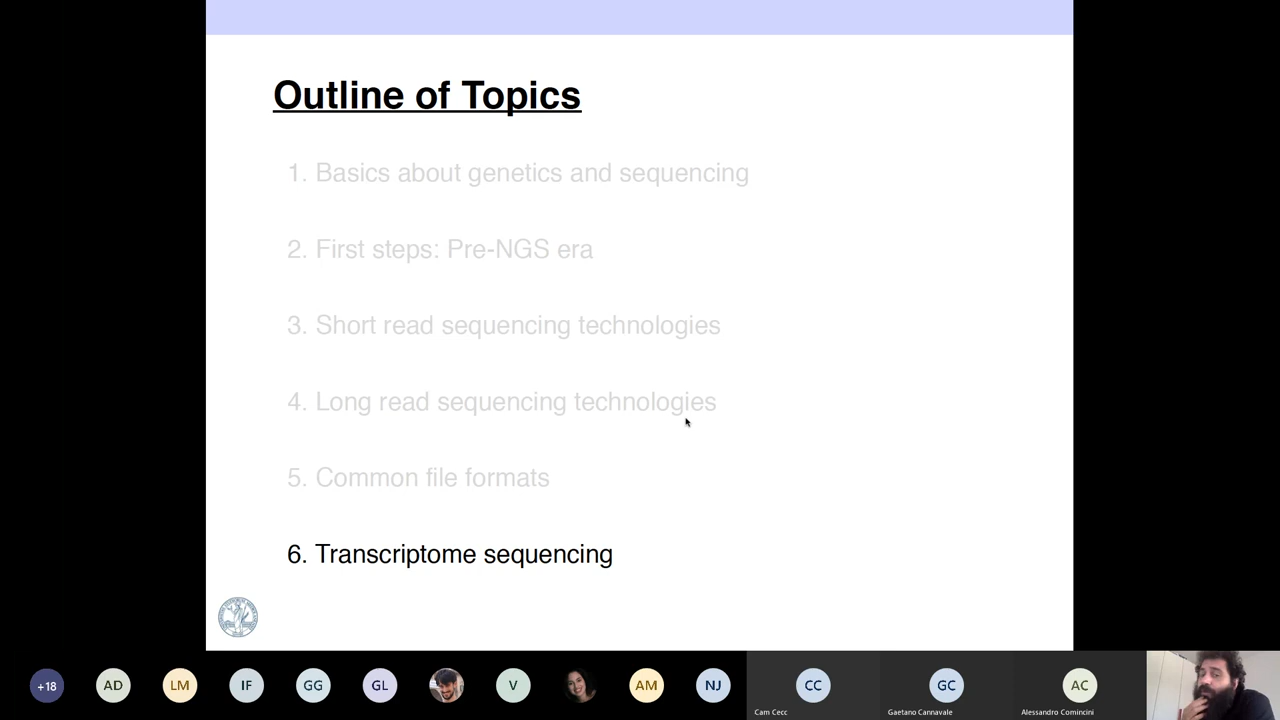 Outline of Topics
1. Basics about genetics and sequencing
2. First steps: Pre-NGS era
3. Short read sequencing technologies
4. Long read sequencing technologies
5. Common file formats
6. Transcriptome sequencing
+18
AD
LM
IF
GG
GL
V
AM
NJ
CC
GC
AC
Cam Cecc
Gaetano Cannavale
Alessandro Comincini